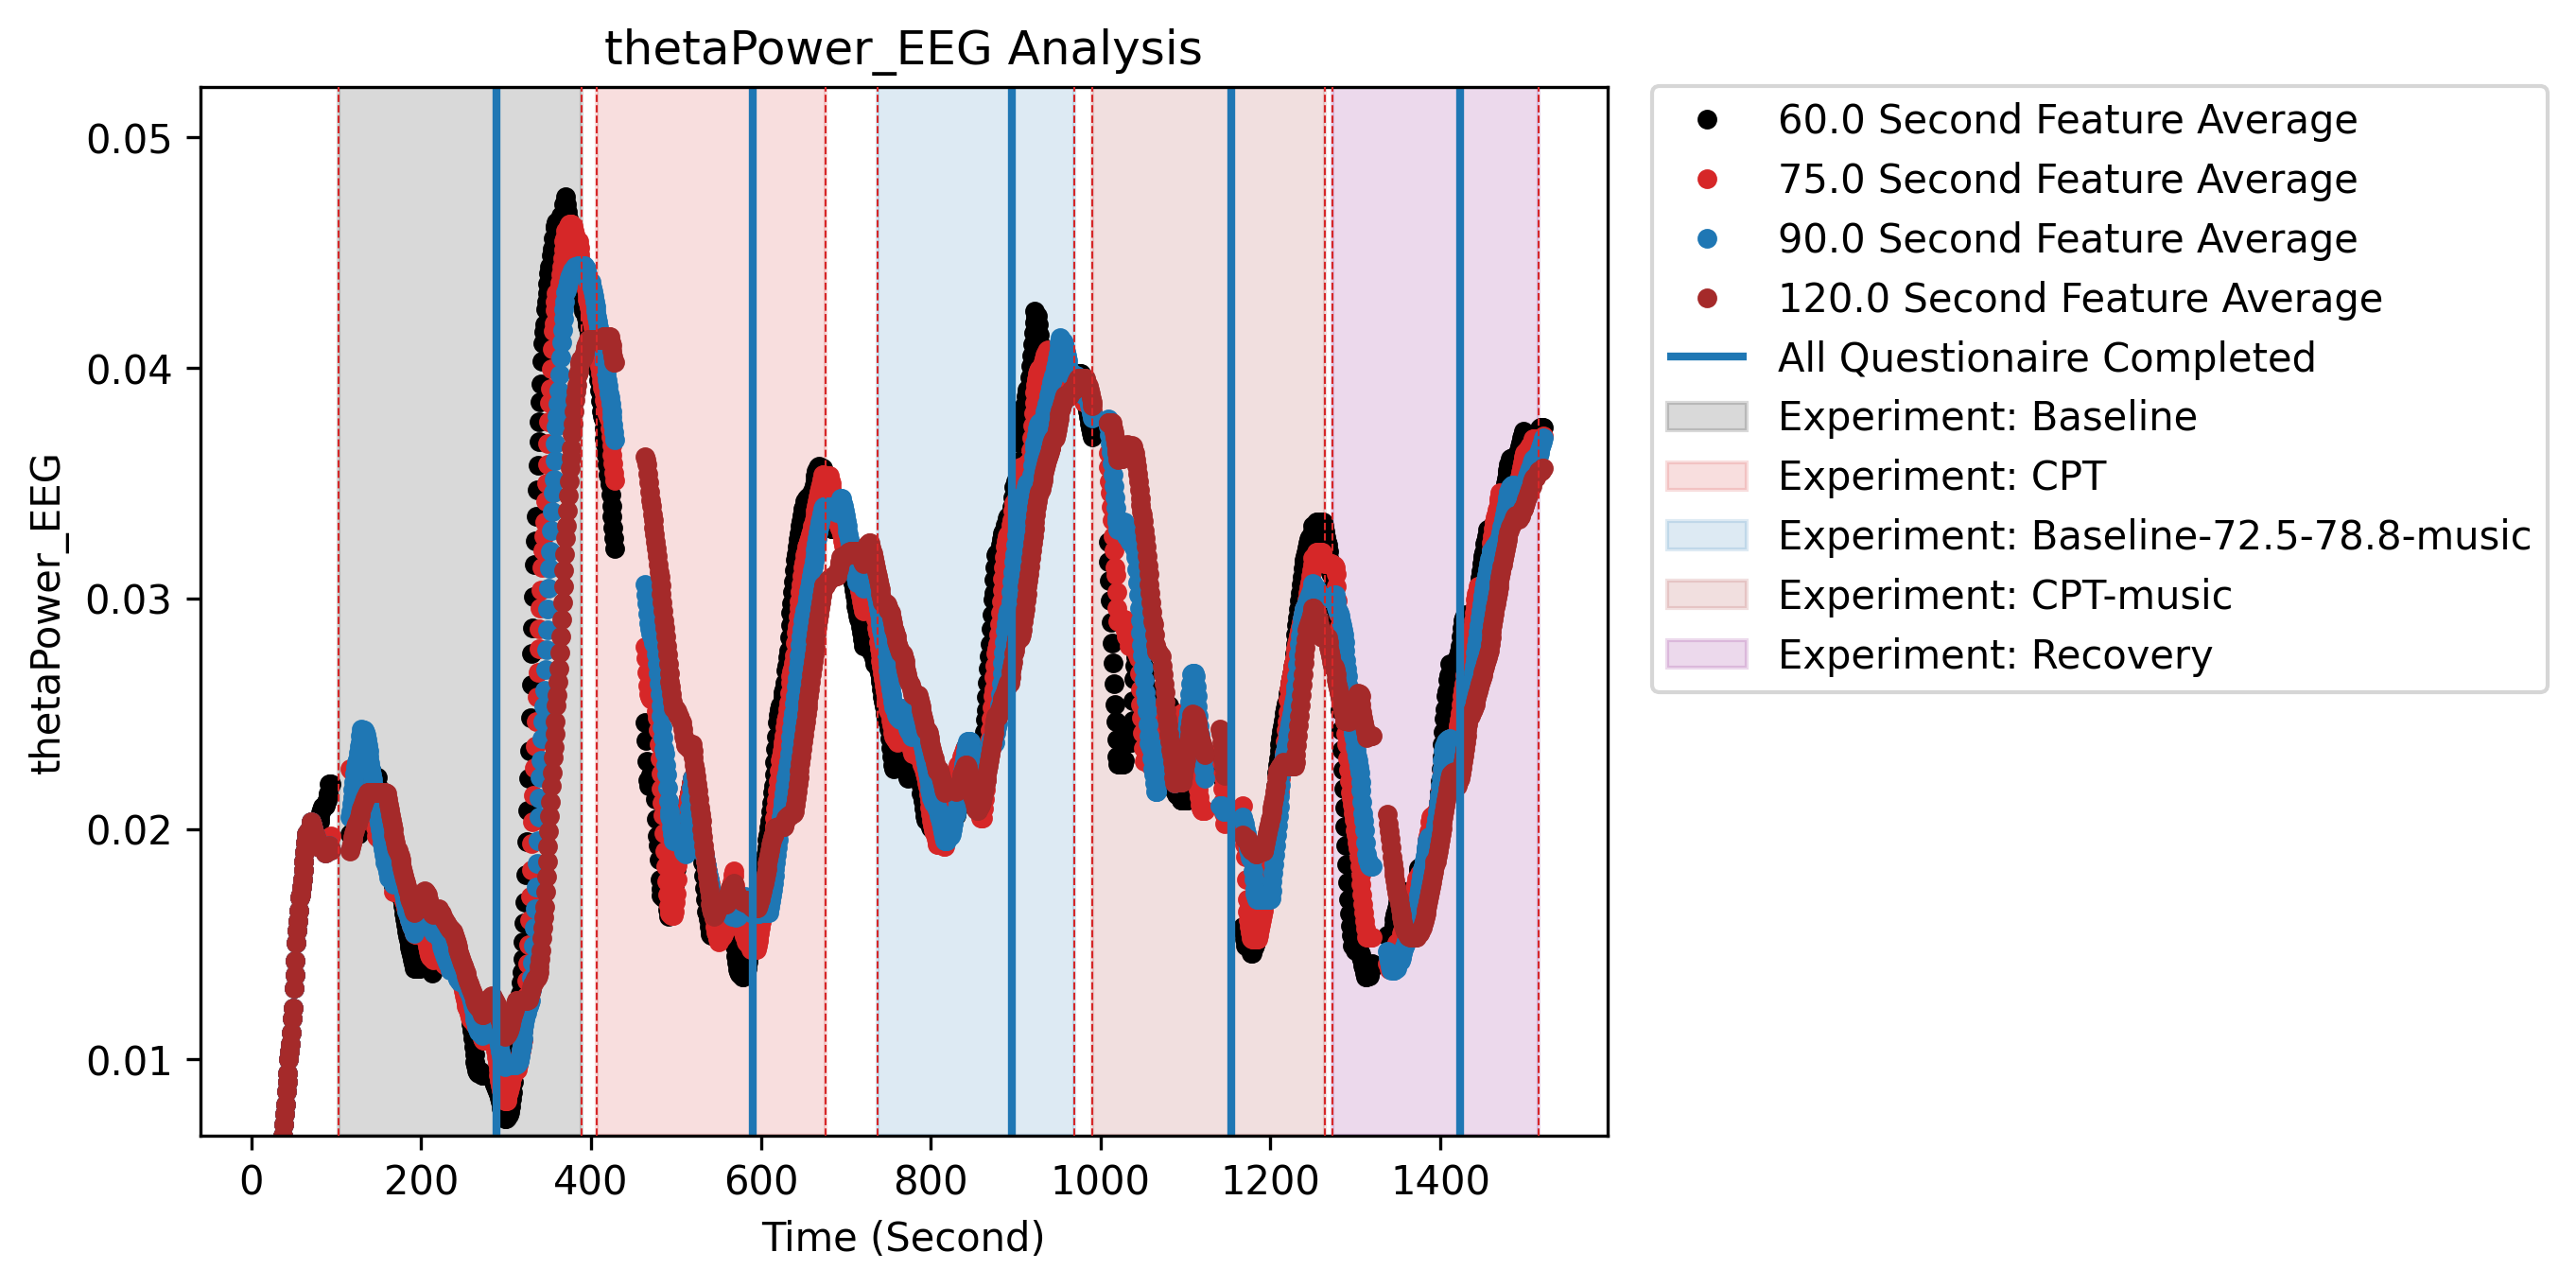 thetaPower_EEG Analysis
thetaPower_EEG
0.05
0.04
0.03
0.02
0.01
0 200 400 600 800 1000 1200 1400
Time (Second)
60.0 Second Feature Average
75.0 Second Feature Average
90.0 Second Feature Average
120.0 Second Feature Average
All Questionaire Completed
Experiment: Baseline
Experiment: CPT
Experiment: Baseline-72.5-78.8-music
Experiment: CPT-music
Experiment: Recovery